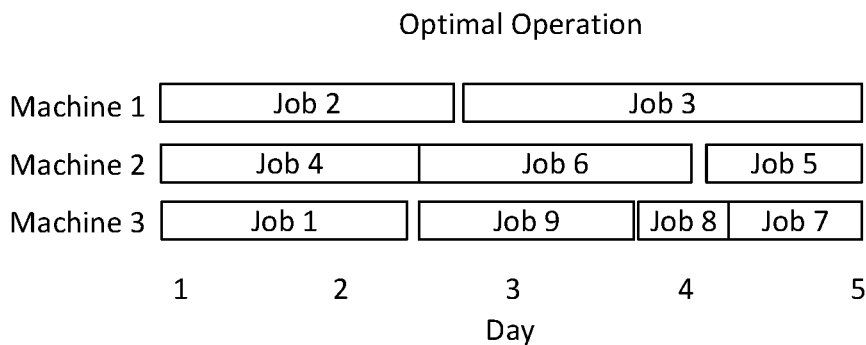 Optimal Operation
Machine 1 Job 2 Job 3
Machine 2 Job 4 Job 6 Job 5
Machine 3 Job 1 Job 9 Job 8 Job 7
1 2 3 4 5
Day